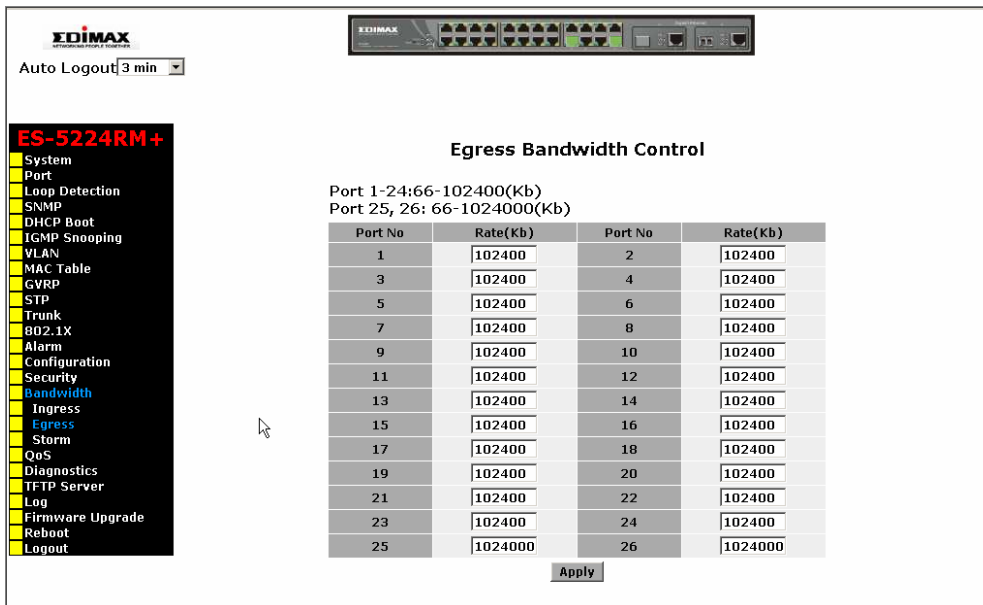 EDIMAX
NETWORKING PEOPLE TOGETHER
EDIMAX
Auto Logout 3 min
ES-5224RM+
System
Port
Loop Detection
SNMP
DHCP Boot
IGMP Snooping
VLAN
MAC Table
GVRP
STP
Trunk
802.1X
Alarm
Configuration
Security
Bandwidth
Ingress
Egress
Storm
QoS
Diagnostics
TFTP Server
Log
Firmware Upgrade
Reboot
Logout
Egress Bandwidth Control
Port 1-24:66-102400(Kb)
Port 25, 26: 66-1024000(Kb)
Port No Rate(Kb) Port No Rate(Kb)
1 102400 2 102400
3 102400 4 102400
5 102400 6 102400
7 102400 8 102400
9 102400 10 102400
11 102400 12 102400
13 102400 14 102400
15 102400 16 102400
17 102400 18 102400
19 102400 20 102400
21 102400 22 102400
23 102400 24 102400
25 1024000 26 1024000
Apply